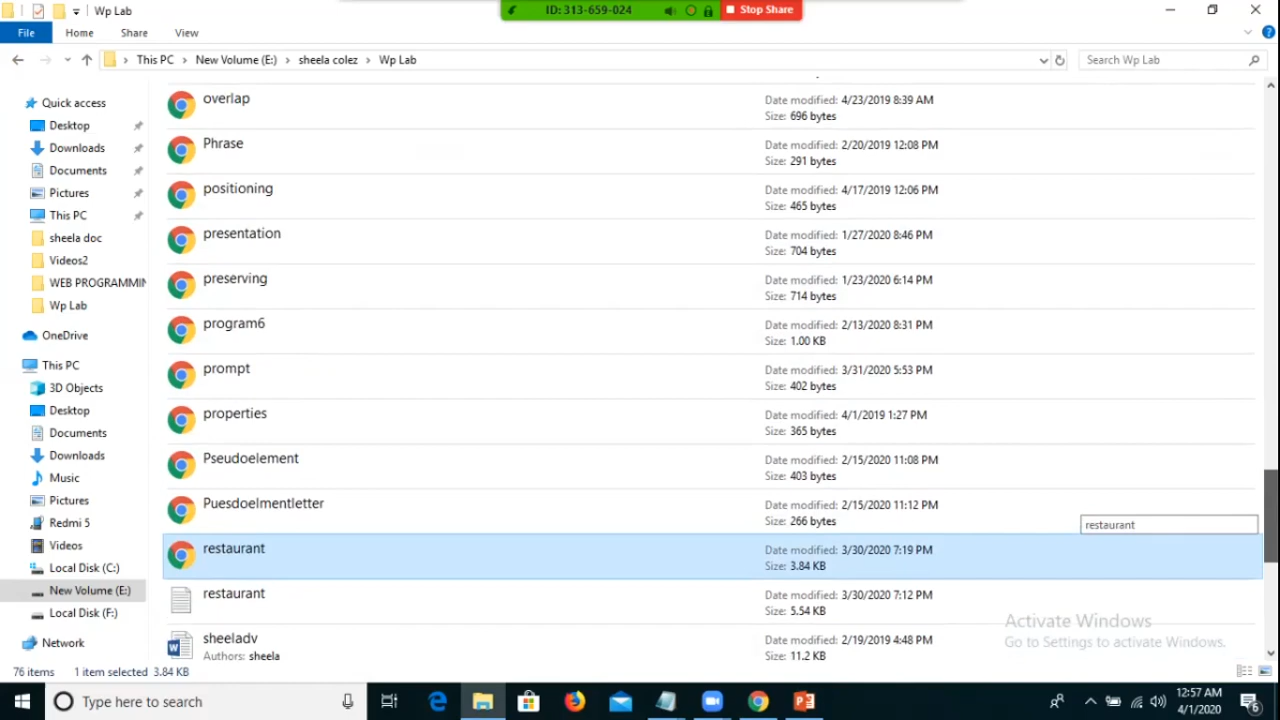 Wp Lab
ID: 313-659-024
Stop Share
File
Home
Share
View
This PC
New Volume (E:)
sheela colez
Wp Lab
Search Wp Lab
Quick access
Desktop
Downloads
Documents
Pictures
This PC
sheela doc
Videos2
WEB PROGRAMMIN
Wp Lab
OneDrive
This PC
3D Objects
Desktop
Documents
Downloads
Music
Pictures
Redmi 5
Videos
Local Disk (C:)
New Volume (E:)
Local Disk (F:)
Network
overlap
Date modified: 4/23/2019 8:39 AM
Size: 696 bytes
Phrase
Date modified: 2/20/2019 12:08 PM
Size: 291 bytes
positioning
Date modified: 4/17/2019 12:06 PM
Size: 465 bytes
presentation
Date modified: 1/27/2020 8:46 PM
Size: 704 bytes
preserving
Date modified: 1/23/2020 6:14 PM
Size: 714 bytes
program6
Date modified: 2/13/2020 8:31 PM
Size: 1.00 KB
prompt
Date modified: 3/31/2020 5:53 PM
Size: 402 bytes
properties
Date modified: 4/1/2019 1:27 PM
Size: 365 bytes
Pseudoelement
Date modified: 2/15/2020 11:08 PM
Size: 403 bytes
Puesdoelmentletter
Date modified: 2/15/2020 11:12 PM
Size: 266 bytes
restaurant
restaurant
Date modified: 3/30/2020 7:19 PM
Size: 3.84 KB
restaurant
Date modified: 3/30/2020 7:12 PM
Size: 5.54 KB
sheeladv
Authors: sheela
Date modified: 2/19/2019 4:48 PM
Size: 11.2 KB
Activate Windows
Go to Settings to activate Windows.
76 items
1 item selected 3.84 KB
Type here to search
12:57 AM
4/1/2020
6